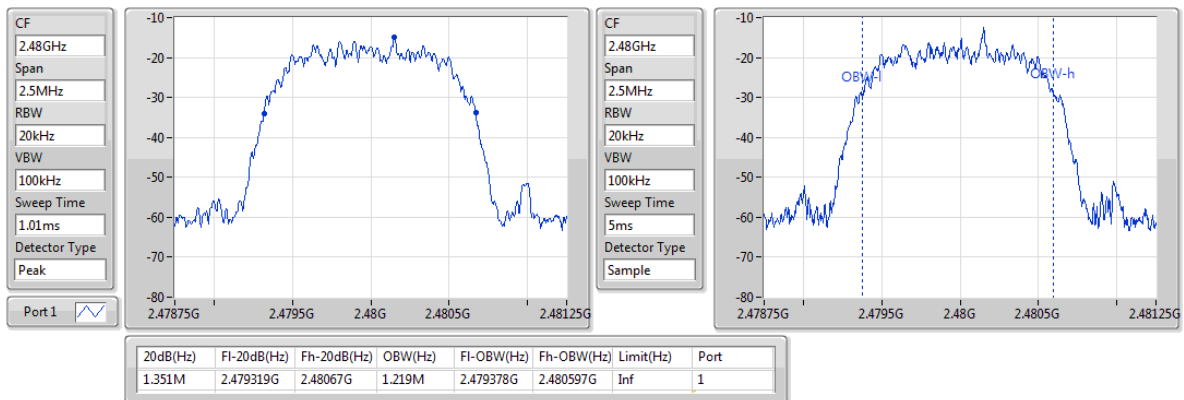 CF
2.48GHz
Span
2.5MHz
RBW
20kHz
VBW
100kHz
Sweep Time
1.01ms
Detector Type
Peak
Port 1
-10
-20
-30
-40
-50
-60
-70
-80
2.47875G 2.4795G 2.48G 2.4805G 2.48125G
CF
2.48GHz
Span
2.5MHz
RBW
20kHz
VBW
100kHz
Sweep Time
5ms
Detector Type
Sample
-10
-20
-30
-40
-50
-60
-70
-80
OBW-l OBW-h
2.47875G 2.4795G 2.48G 2.4805G 2.48125G
20dB(Hz) Fl-20dB(Hz) Fh-20dB(Hz) OBW(Hz) Fl-OBW(Hz) Fh-OBW(Hz) Limit(Hz) Port
1.351M 2.479319G 2.48067G 1.219M 2.479378G 2.480597G Inf 1